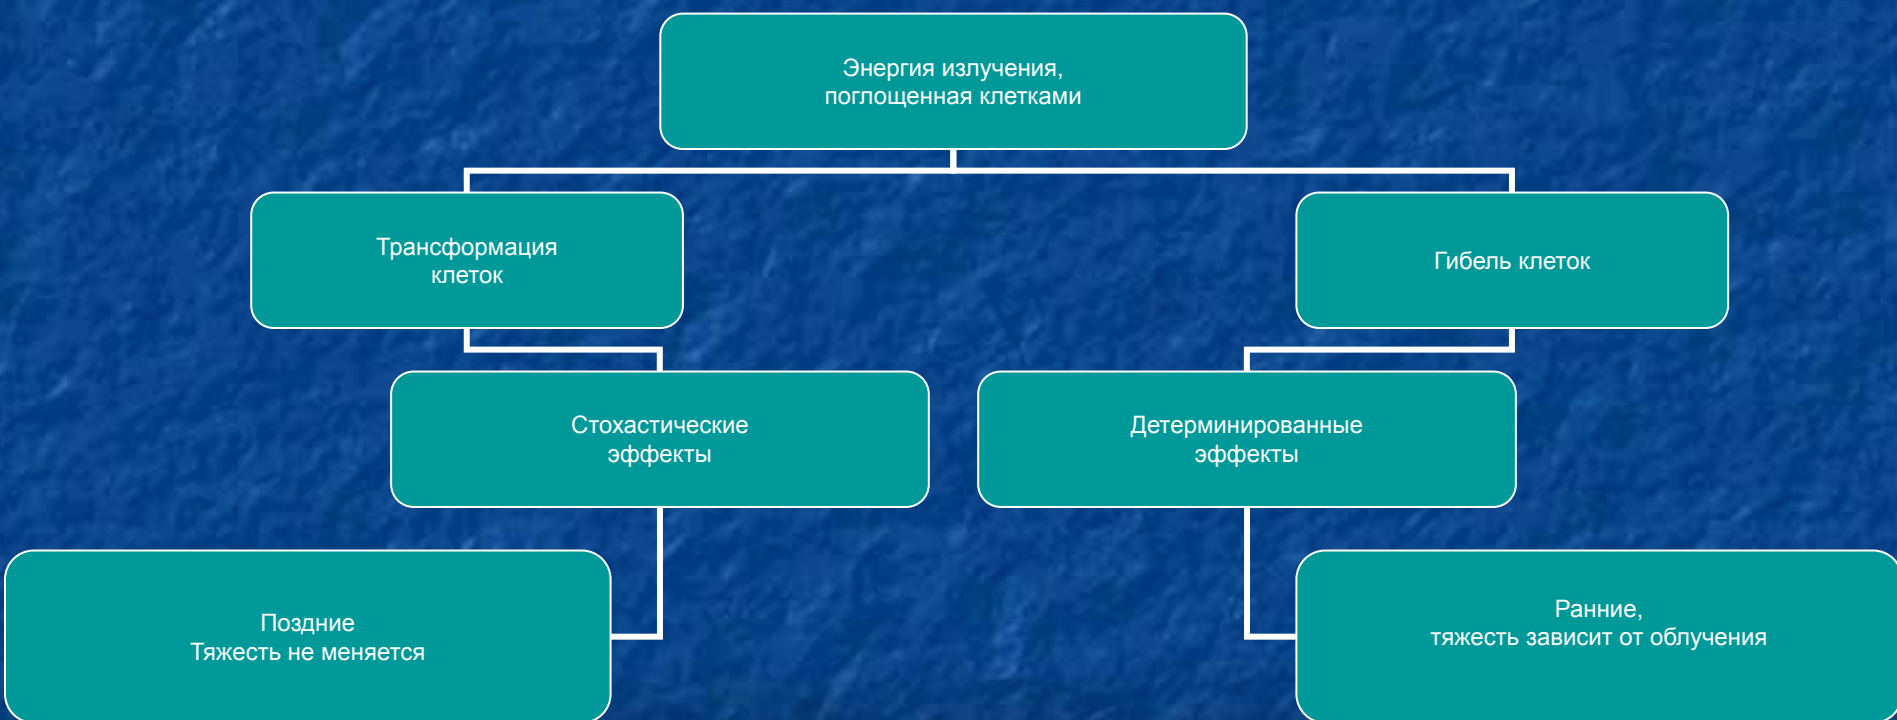 Энергия излучения,
поглощенная клетками
Трансформация
клеток
Гибель клеток
Стохастические
эффекты
Детерминированные
эффекты
Поздние
Тяжесть не меняется
Ранние,
тяжесть зависит от облучения